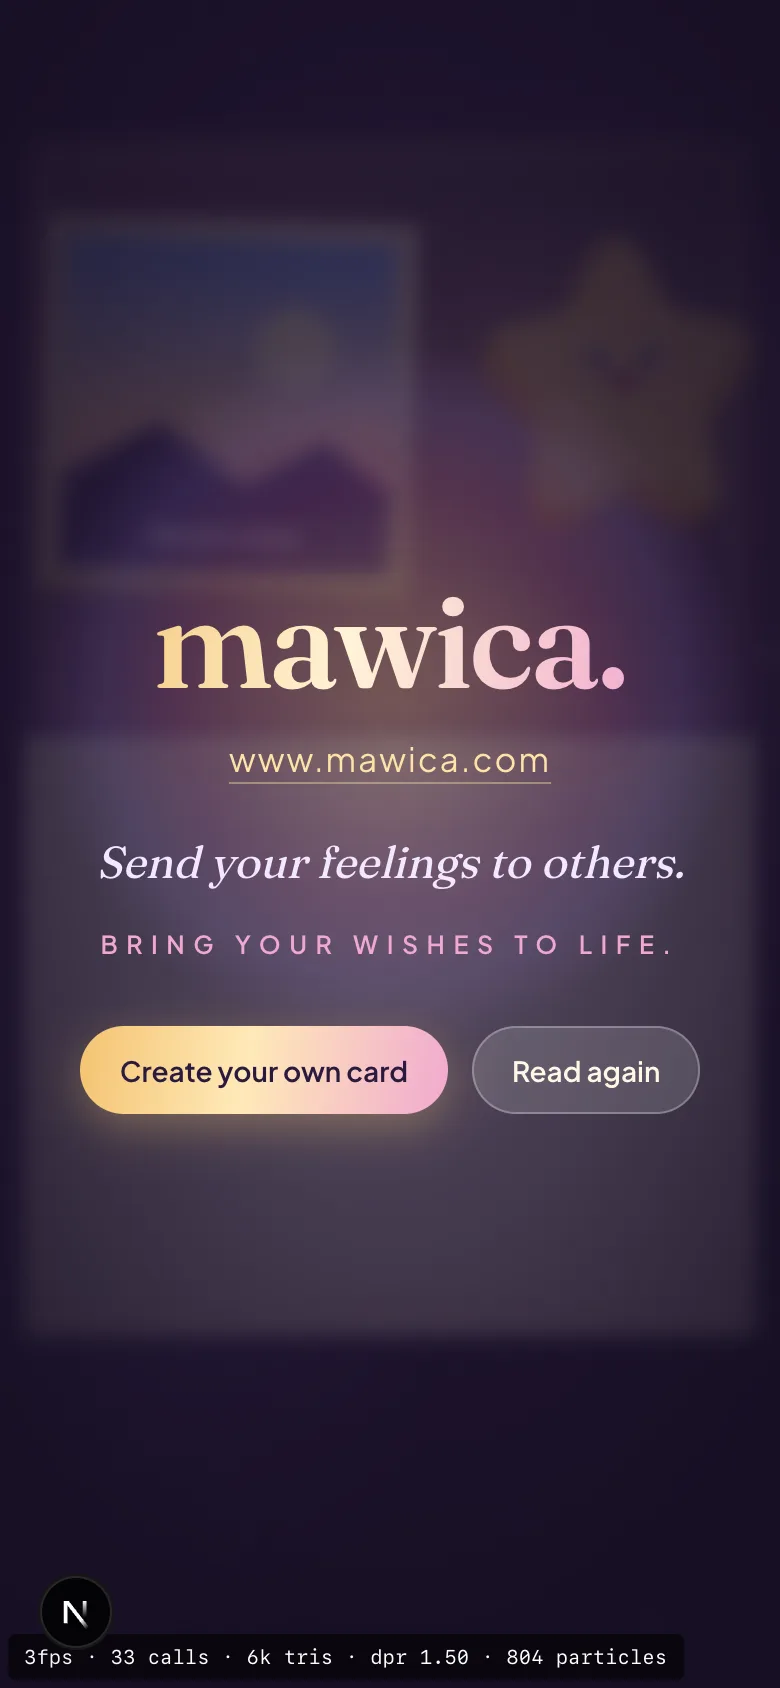 mawica.
www.mawica.com
Send your feelings to others.
BRING YOUR WISHES TO LIFE.
Create your own card
Read again
N
3fps · 33 calls · 6k tris · dpr 1.50 · 804 particles